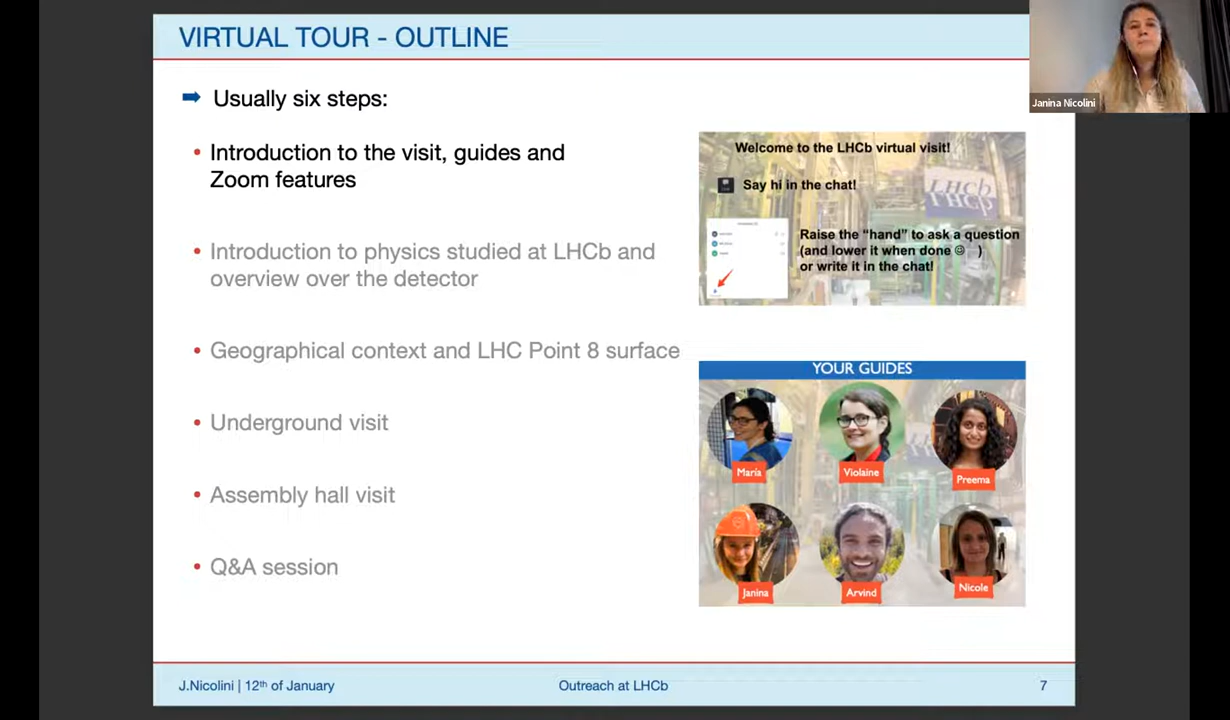 VIRTUAL TOUR - OUTLINE
Janina Nicolini
➡ Usually six steps:
• Introduction to the visit, guides and
Zoom features
• Introduction to physics studied at LHCb and
overview over the detector
• Geographical context and LHC Point 8 surface
• Underground visit
• Assembly hall visit
• Q&A session
Welcome to the LHCb virtual visit!
Say hi in the chat!
LHCb
LHCb
Raise the “hand” to ask a question
(and lower it when done ☺ )
or write it in the chat!
YOUR GUIDES
María
Violaine
Preema
Janina
Arvind
Nicole
J.Nicolini | 12th of January
Outreach at LHCb
7